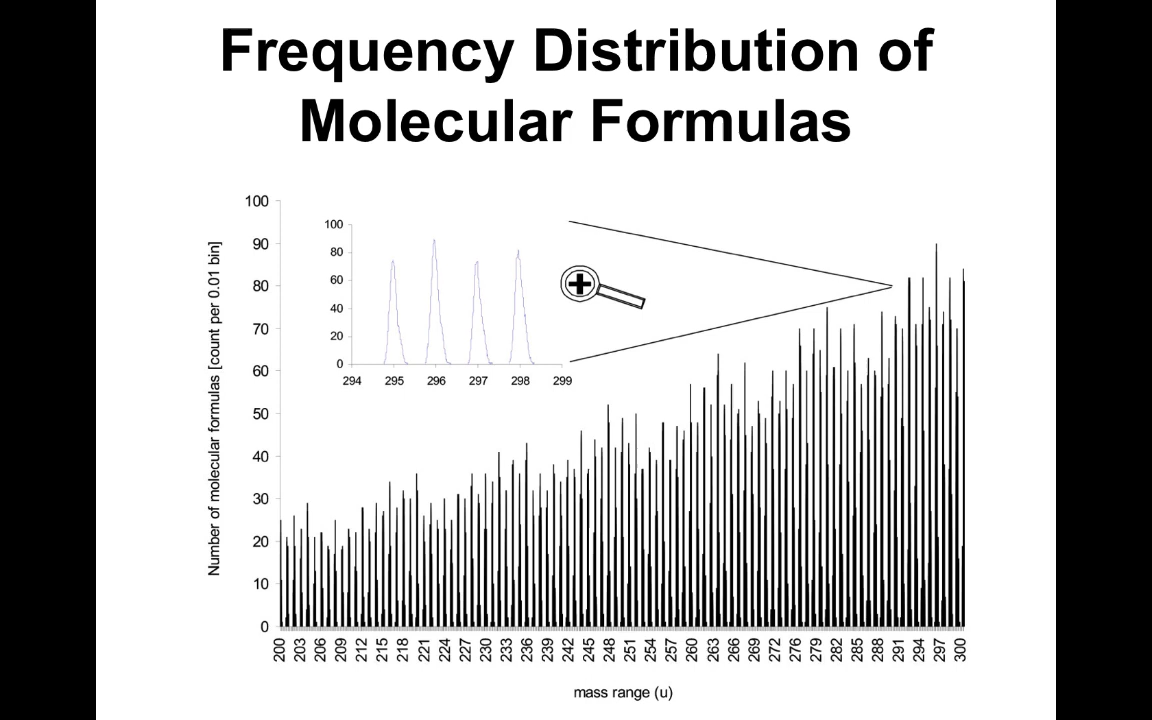 Frequency Distribution of
Molecular Formulas
Number of molecular formulas [count per 0.01 bin]
100
90
80
70
60
50
40
30
20
10
0
100
80
60
40
20
0
294 295 296 297 298 299
200 203 206 209 212 215 218 221 224 227 230 233 236 239 242 245 248 251 254 257 260 263 266 269 272 276 279 282 285 288 291 294 297 300
mass range (u)